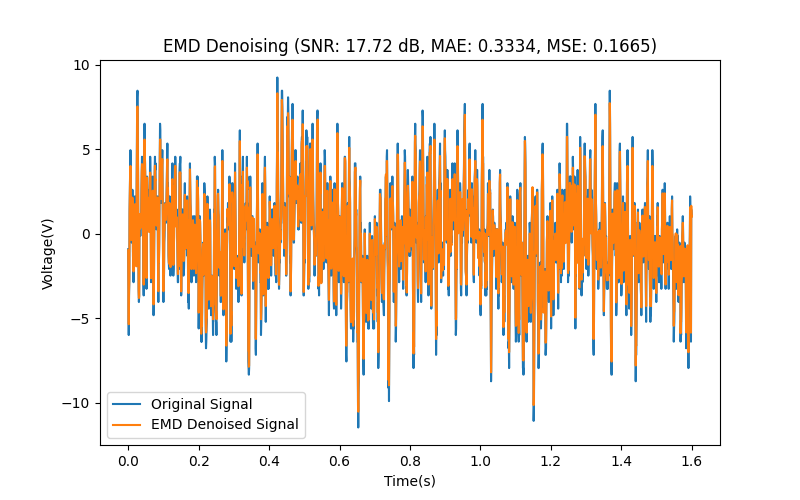 EMD Denoising (SNR: 17.72 dB, MAE: 0.3334, MSE: 0.1665)
10
5
0
−5
−10
Voltage(V)
Original Signal
EMD Denoised Signal
0.0 0.2 0.4 0.6 0.8 1.0 1.2 1.4 1.6
Time(s)